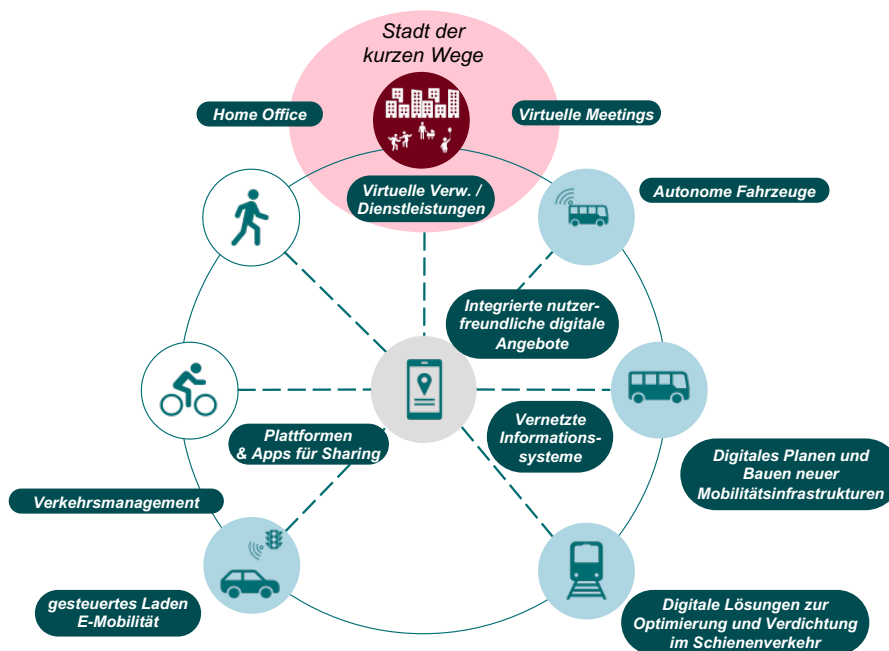 Stadt der
kurzen Wege
Home Office
Virtuelle Meetings
Virtuelle Verw. /
Dienstleistungen
Autonome Fahrzeuge
Integrierte nutzer-
freundliche digitale
Angebote
Plattformen
& Apps für Sharing
Vernetzte
Informations-
systeme
Digitales Planen und
Bauen neuer
Mobilitätsinfrastrukturen
Verkehrsmanagement
gesteuertes Laden
E-Mobilität
Digitale Lösungen zur
Optimierung und Verdichtung
im Schienenverkehr